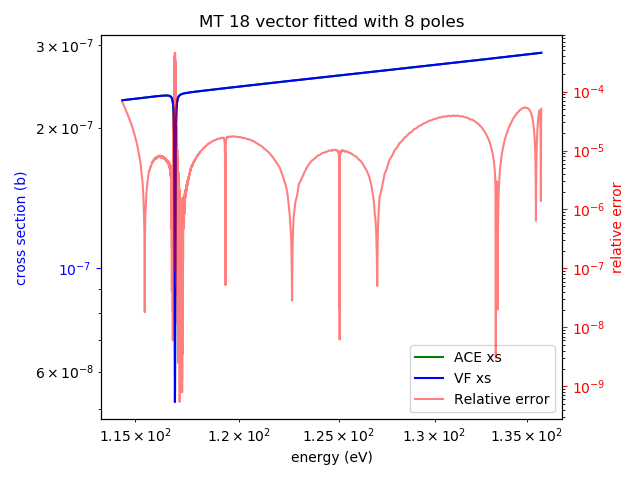 MT 18 vector fitted with 8 poles
3 × 10⁻⁷
2 × 10⁻⁷
10⁻⁷
6 × 10⁻⁸
cross section (b)
10⁻⁴
10⁻⁵
10⁻⁶
10⁻⁷
10⁻⁸
10⁻⁹
relative error
ACE xs
VF xs
Relative error
1.15 × 10² 1.2 × 10² 1.25 × 10² 1.3 × 10² 1.35 × 10²
energy (eV)